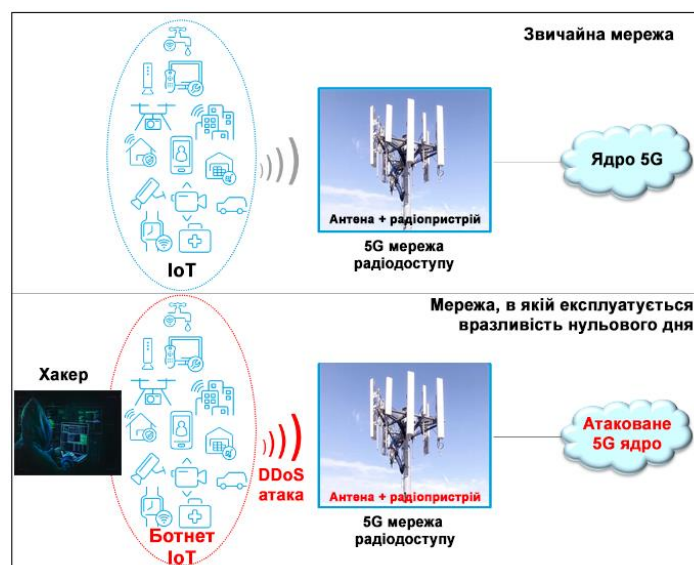 Звичайна мережа
Ядро 5G
Антена + радіопристрій
5G мережа
радіодоступу
IoT
Мережа, в якій експлуатується
вразливість нульового дня
Хакер
DDoS
атака
Атаковане
5G ядро
Антена + радіопристрій
5G мережа
радіодоступу
Ботнет
IoT